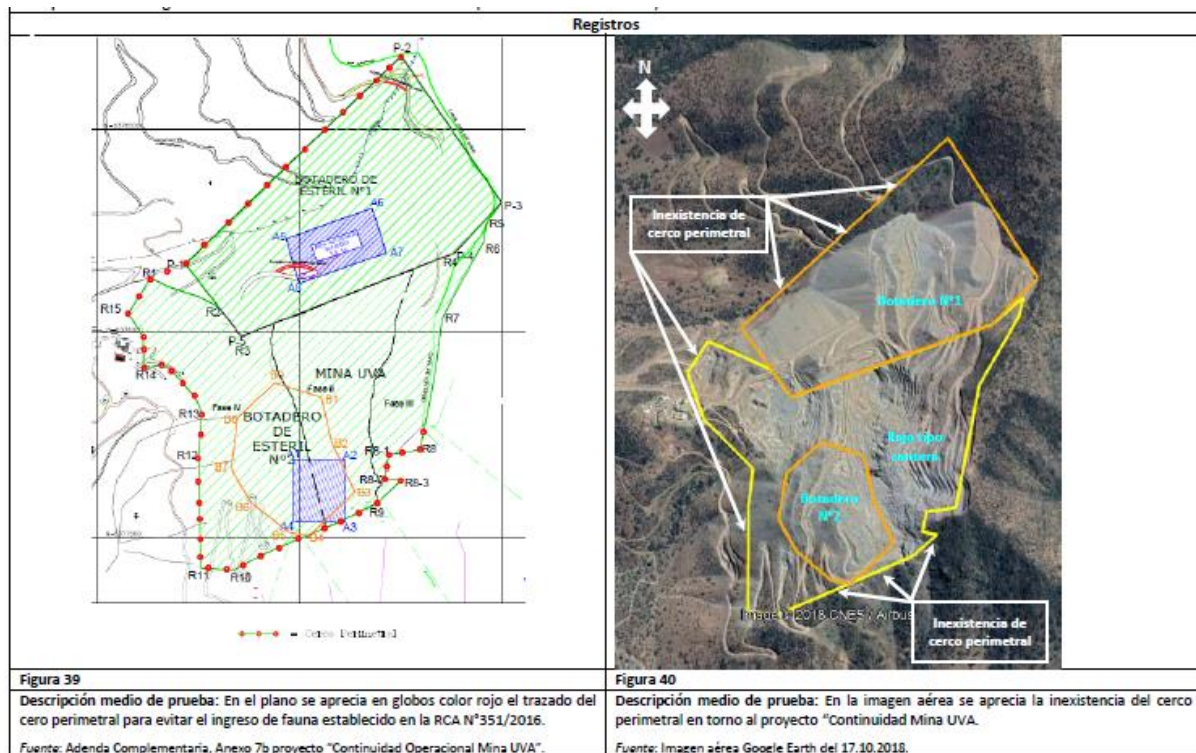 Registros
P-2
BOTADERO DE
ESTERIL N°1
A6
P-3
R5
A5
R6
P-1
A7
P-4
R4
R1
R2
R15
R7
P-5
R3
MINA UVA
R14
Fase II
B1
Fase IV
Fase III
R13
BOTADERO
DE
ESTERIL
B2
R12
A2
R8-1
R8
B7
R8-3
B3
B6
R9
A4
A3
R11
R10
Cerco Perimetral
N
Inexistencia de
cerco perimetral
Botadero N°1
Rajo tipo
cantera
Botadero
N°2
Image © 2018 CNES / Airbus
Inexistencia de
cerco perimetral
Figura 39
Descripción medio de prueba: En el plano se aprecia en globos color rojo el trazado del
cero perimetral para evitar el ingreso de fauna establecido en la RCA N°351/2016.
Fuente: Adenda Complementaria, Anexo 7b proyecto "Continuidad Operacional Mina UVA".
Figura 40
Descripción medio de prueba: En la imagen aérea se aprecia la inexistencia del cerco
perimetral en torno al proyecto "Continuidad Mina UVA.
Fuente: Imagen aérea Google Earth del 17.10.2018.